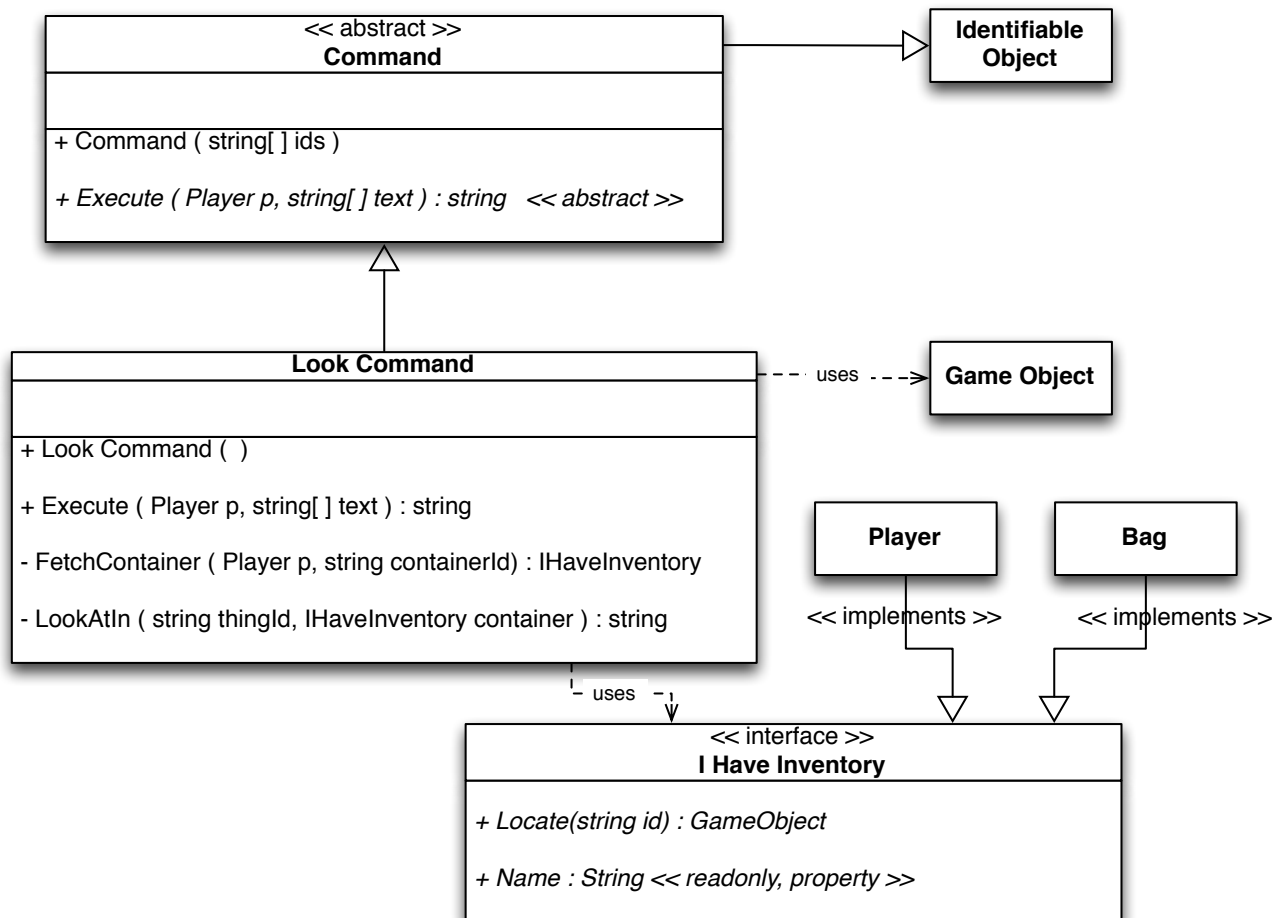 << abstract >>
Command
+ Command ( string[ ] ids )
+ Execute ( Player p, string[ ] text ) : string << abstract >>
Identifiable
Object
Look Command
+ Look Command ( )
+ Execute ( Player p, string[ ] text ) : string
- FetchContainer ( Player p, string containerId) : IHaveInventory
- LookAtIn ( string thingId, IHaveInventory container ) : string
uses
Game Object
Player
Bag
<< implements >>
<< implements >>
uses
<< interface >>
I Have Inventory
+ Locate(string id) : GameObject
+ Name : String << readonly, property >>